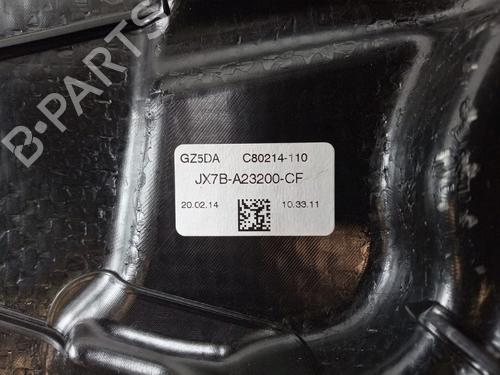 B-PARTS
GZ5DA C80214-110
JX7B-A23200-CF
20.02.14 10.33.11